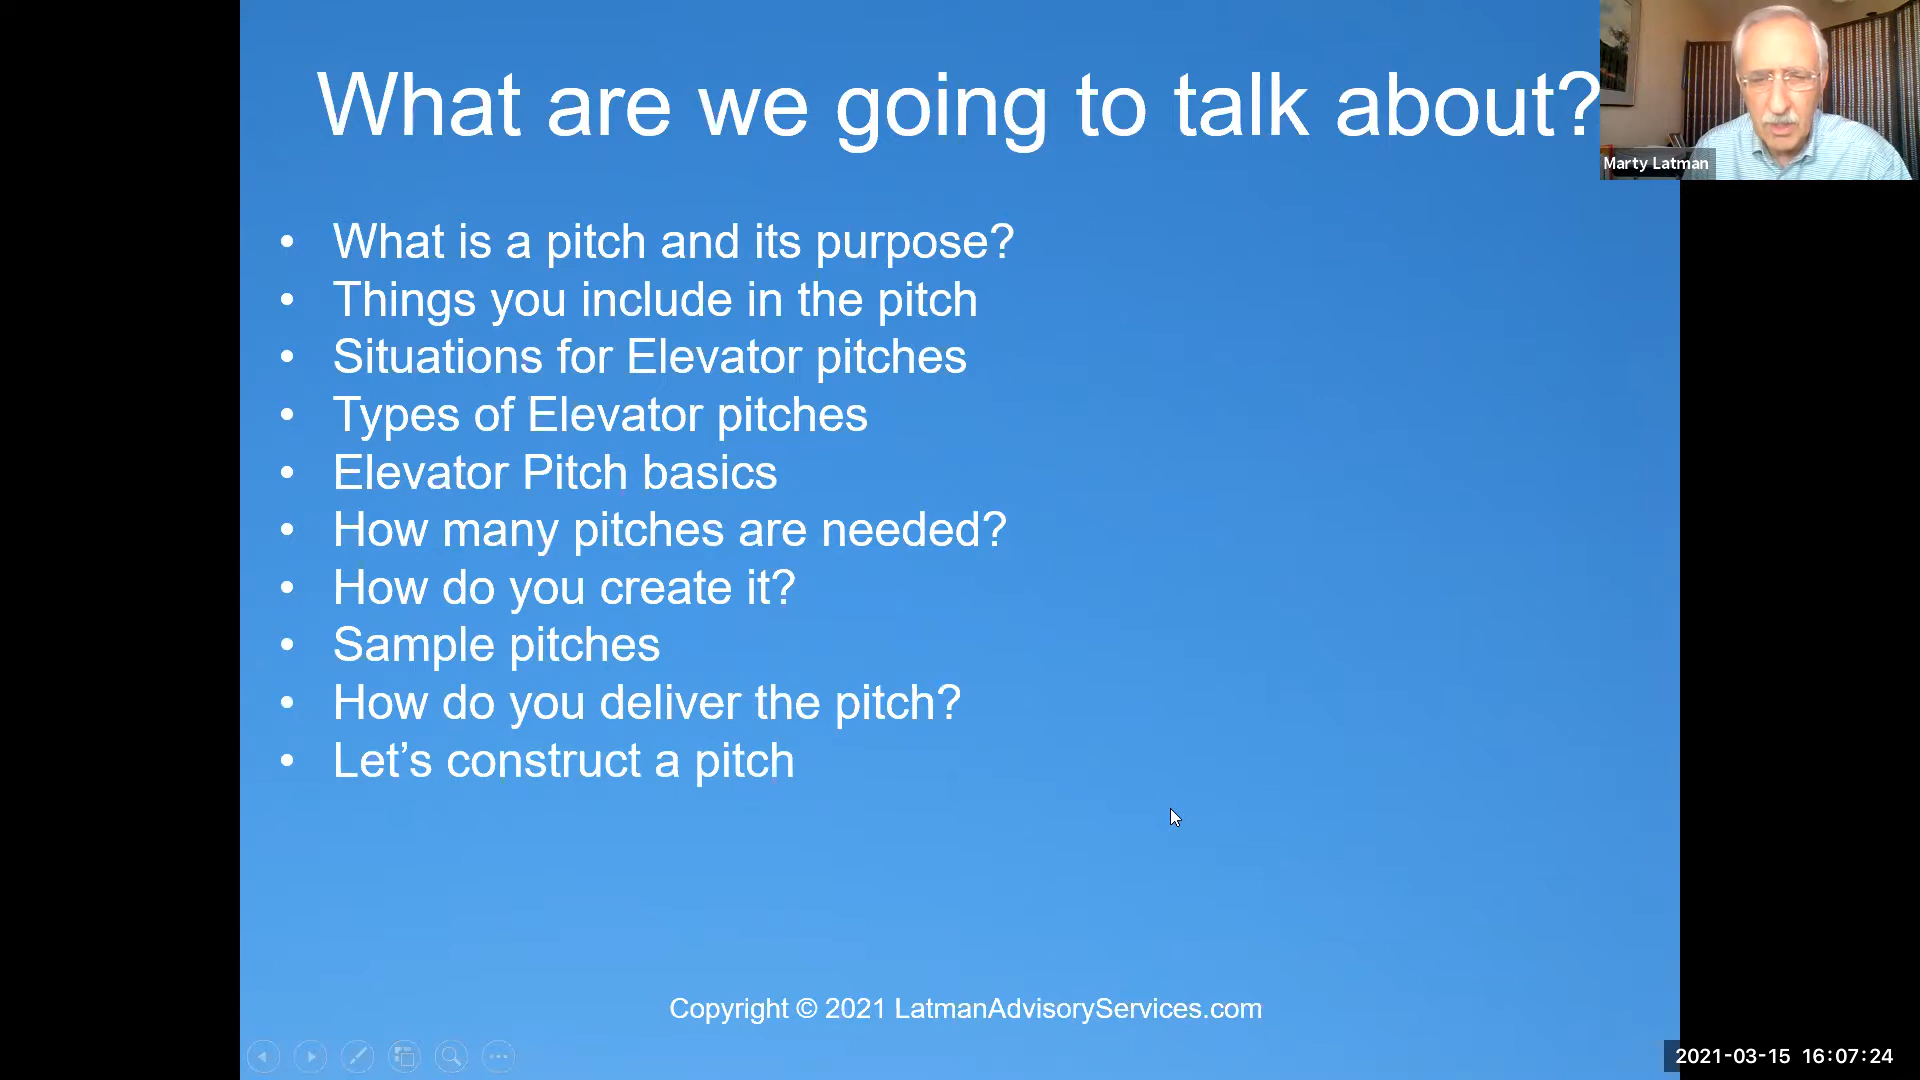 What are we going to talk about?
Marty Latman
• What is a pitch and its purpose?
• Things you include in the pitch
• Situations for Elevator pitches
• Types of Elevator pitches
• Elevator Pitch basics
• How many pitches are needed?
• How do you create it?
• Sample pitches
• How do you deliver the pitch?
• Let’s construct a pitch
Copyright © 2021 LatmanAdvisoryServices.com
2021-03-15 16:07:24